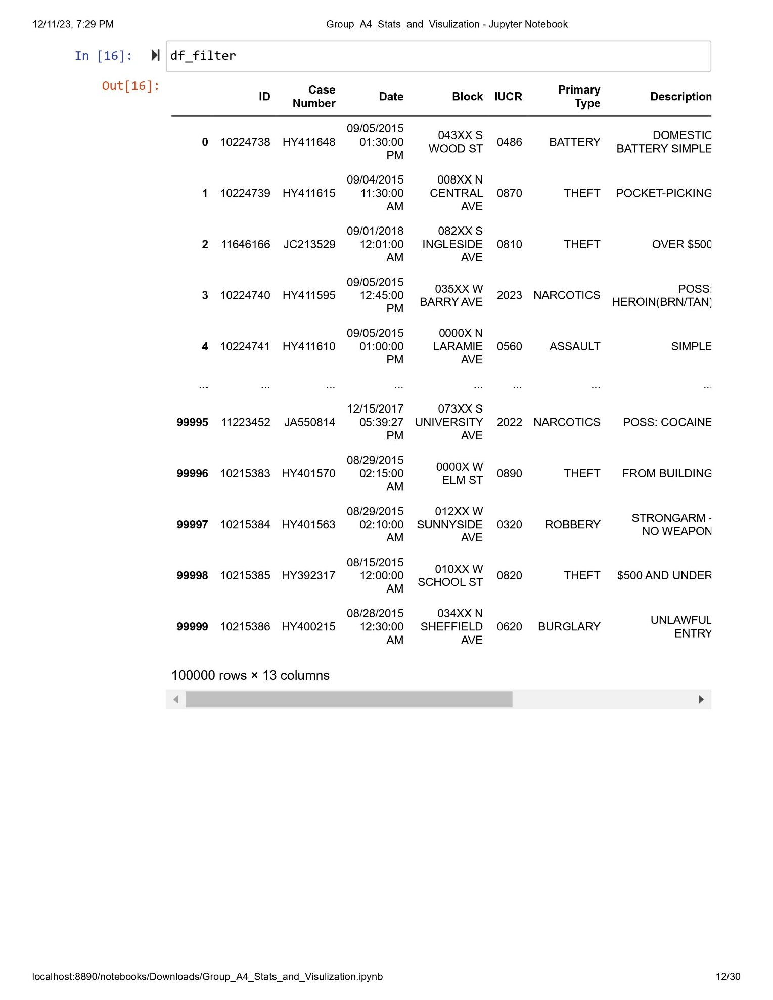 12/11/23, 7:29 PM
Group_A4_Stats_and_Visulization - Jupyter Notebook
In [16]: df_filter
Out[16]:
ID Case Number Date Block IUCR Primary Type Description
0 10224738 HY411648 09/05/2015 01:30:00 PM 043XX S WOOD ST 0486 BATTERY DOMESTIC BATTERY SIMPLE
1 10224739 HY411615 09/04/2015 11:30:00 AM 008XX N CENTRAL AVE 0870 THEFT POCKET-PICKING
2 11646166 JC213529 09/01/2018 12:01:00 AM 082XX S INGLESIDE AVE 0810 THEFT OVER $500
3 10224740 HY411595 09/05/2015 12:45:00 PM 035XX W BARRY AVE 2023 NARCOTICS POSS: HEROIN(BRN/TAN)
4 10224741 HY411610 09/05/2015 01:00:00 PM 0000X N LARAMIE AVE 0560 ASSAULT SIMPLE
... ... ... ... ... ... ... ...
99995 11223452 JA550814 12/15/2017 05:39:27 PM 073XX S UNIVERSITY AVE 2022 NARCOTICS POSS: COCAINE
99996 10215383 HY401570 08/29/2015 02:15:00 AM 0000X W ELM ST 0890 THEFT FROM BUILDING
99997 10215384 HY401563 08/29/2015 02:10:00 AM 012XX W SUNNYSIDE AVE 0320 ROBBERY STRONGARM - NO WEAPON
99998 10215385 HY392317 08/15/2015 12:00:00 AM 010XX W SCHOOL ST 0820 THEFT $500 AND UNDER
99999 10215386 HY400215 08/28/2015 12:30:00 AM 034XX N SHEFFIELD AVE 0620 BURGLARY UNLAWFUL ENTRY
100000 rows × 13 columns
localhost:8890/notebooks/Downloads/Group_A4_Stats_and_Visulization.ipynb
12/30